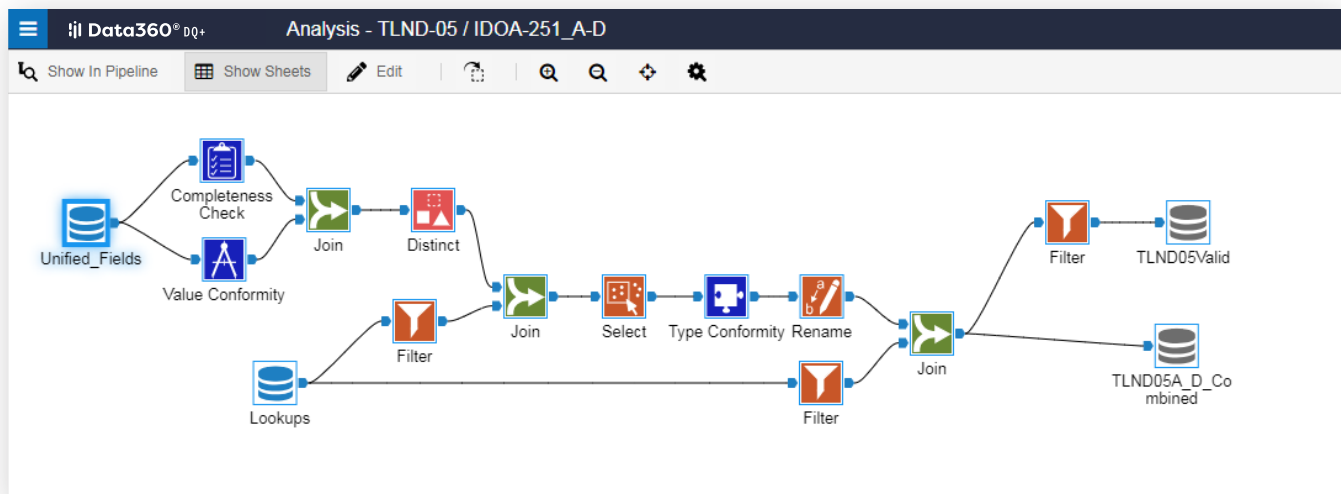 Data360® DQ+
Analysis - TLND-05 / IDOA-251_A-D
Show In Pipeline
Show Sheets
Edit
Completeness
Check
Unified_Fields
Value Conformity
Join
Distinct
Filter
Lookups
Join
Select
Type Conformity
a
b
Rename
Filter
Join
Filter
TLND05Valid
TLND05A_D_Co
mbined